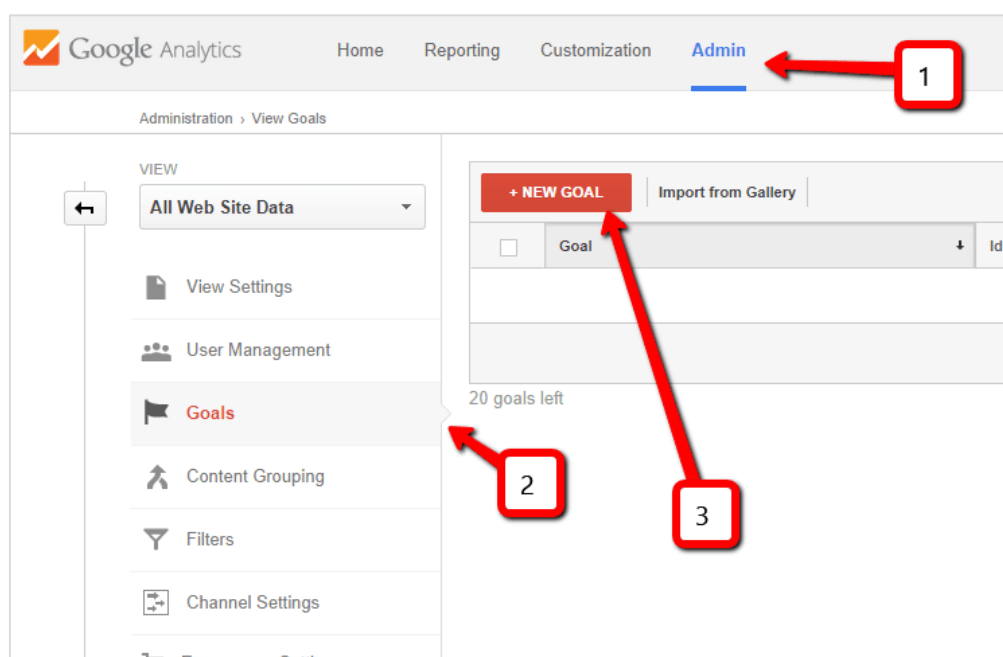 Google Analytics
Home Reporting Customization Admin
1
Administration › View Goals
VIEW
All Web Site Data
+ NEW GOAL Import from Gallery
Goal Id
View Settings
User Management
20 goals left
Goals
2
Content Grouping
3
Filters
Channel Settings